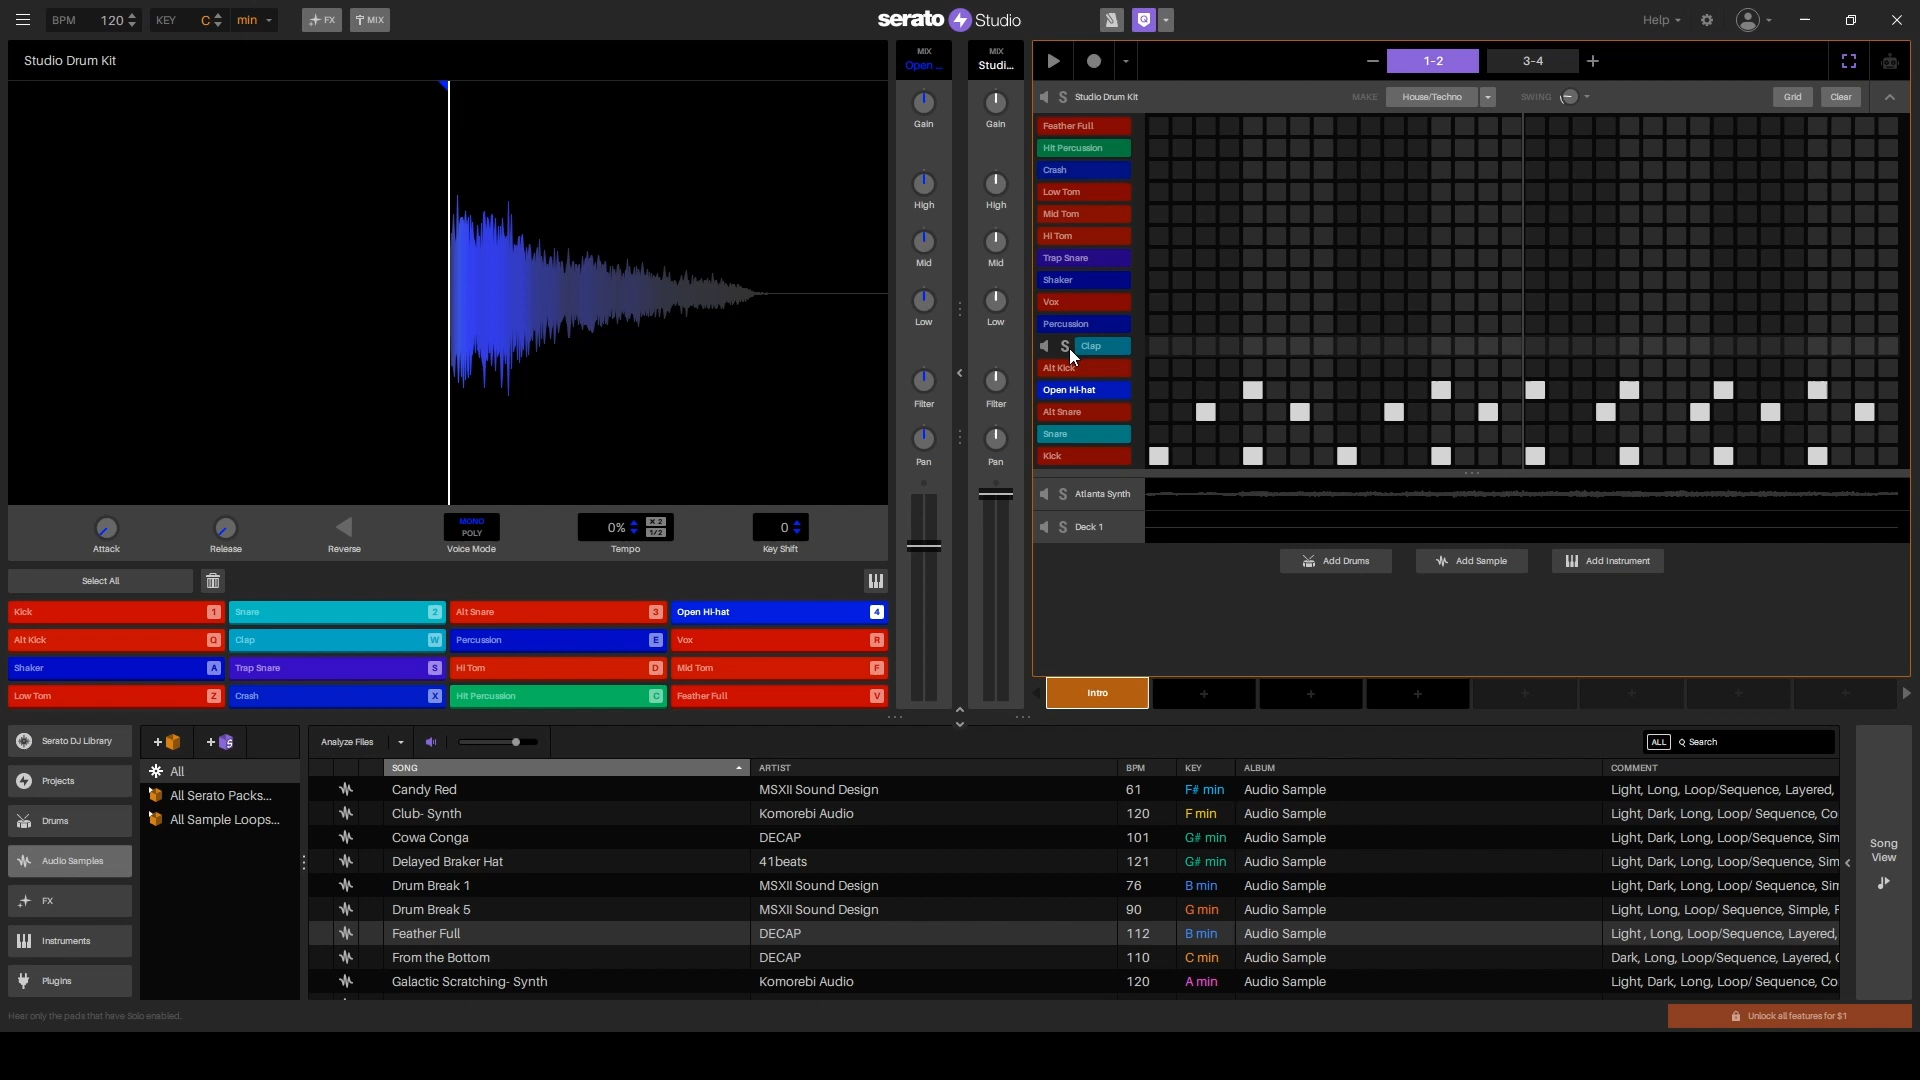 BPM 120 KEY C min FX MIX
serato Studio
Help
Studio Drum Kit
MIX Open ...
MIX Studi...
1-2 3-4
Studio Drum Kit MAKE House/Techno SWING Grid Clear
Gain Gain
High High
Mid Mid
Low Low
Filter Filter
Pan Pan
Feather Full
Hit Percussion
Crash
Low Tom
Mid Tom
Hi Tom
Trap Snare
Shaker
Vox
Percussion
S Clap
Alt Kick
Open Hi-hat
Alt Snare
Snare
Kick
S Atlanta Synth
S Deck 1
Add Drums Add Sample Add Instrument
MONO
POLY
0% X 2
1/2
0
Attack Release Reverse Voice Mode Tempo Key Shift
Select All
Kick 1 Snare 2 Alt Snare 3 Open Hi-hat 4
Alt Kick Q Clap W Percussion E Vox R
Shaker A Trap Snare S Hi Tom D Mid Tom F
Low Tom Z Crash X Hit Percussion C Feather Full V
Intro + + + + + + +
Serato DJ Library
Projects
Drums
Audio Samples
FX
Instruments
Plugins
All
All Serato Packs...
All Sample Loops...
Analyze Files ALL Search
SONG ARTIST BPM KEY ALBUM COMMENT
Candy Red MSXII Sound Design 61 F# min Audio Sample Light, Long, Loop/Sequence, Layered,
Club- Synth Komorebi Audio 120 F min Audio Sample Light, Dark, Long, Loop/ Sequence, Co
Cowa Conga DECAP 101 G# min Audio Sample Light, Dark, Long, Loop/Sequence, Sim
Delayed Braker Hat 41beats 121 G# min Audio Sample Light, Dark, Long, Loop/Sequence, Sim
Drum Break 1 MSXII Sound Design 76 B min Audio Sample Light, Dark, Long, Loop/ Sequence, Sim
Drum Break 5 MSXII Sound Design 90 G min Audio Sample Light, Long, Loop/ Sequence, Simple, F
Feather Full DECAP 112 B min Audio Sample Light , Long, Loop/Sequence, Layered,
From the Bottom DECAP 110 C min Audio Sample Dark, Long, Loop/Sequence, Layered, C
Galactic Scratching- Synth Komorebi Audio 120 A min Audio Sample Light, Dark, Long, Loop/ Sequence, Co
Song
View
Hear only the pads that have Solo enabled.
Unlock all features for $1